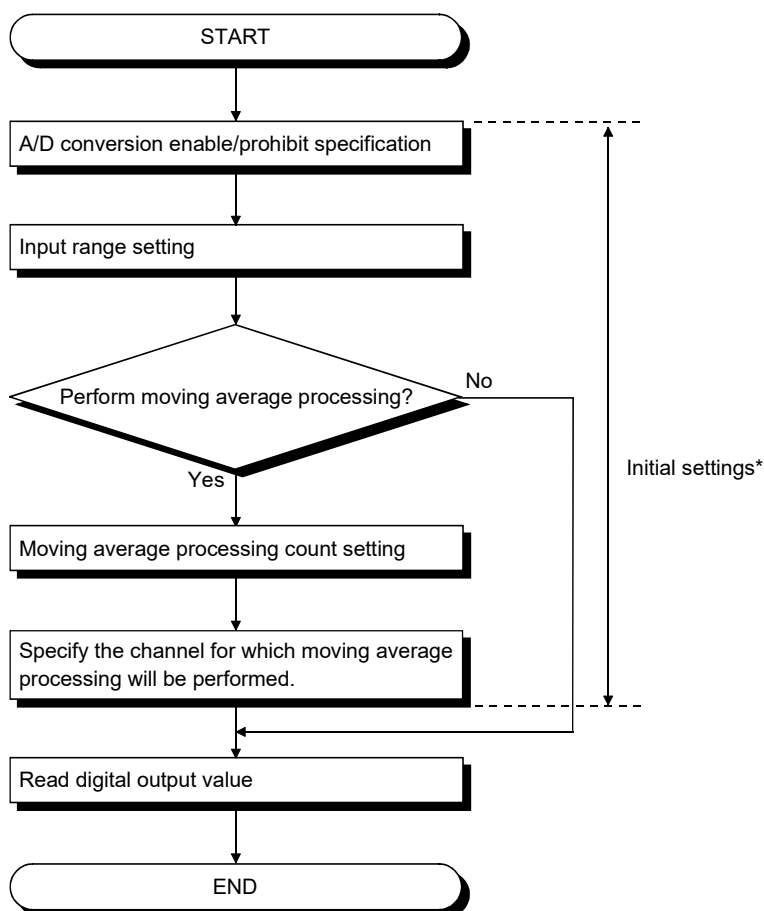 START
A/D conversion enable/prohibit specification
Input range setting
Perform moving average processing?
No
Yes
Initial settings*
Moving average processing count setting
Specify the channel for which moving average
processing will be performed.
Read digital output value
END